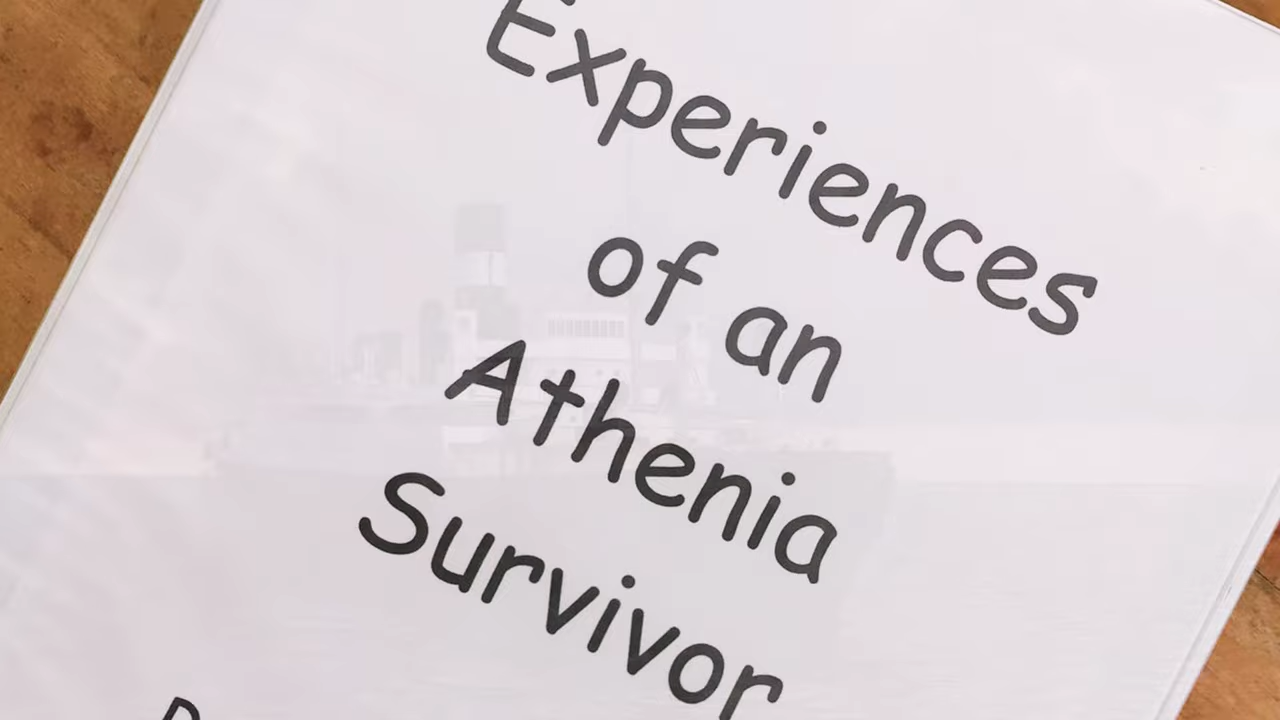 Experiences
of an
Athenia
Survivor